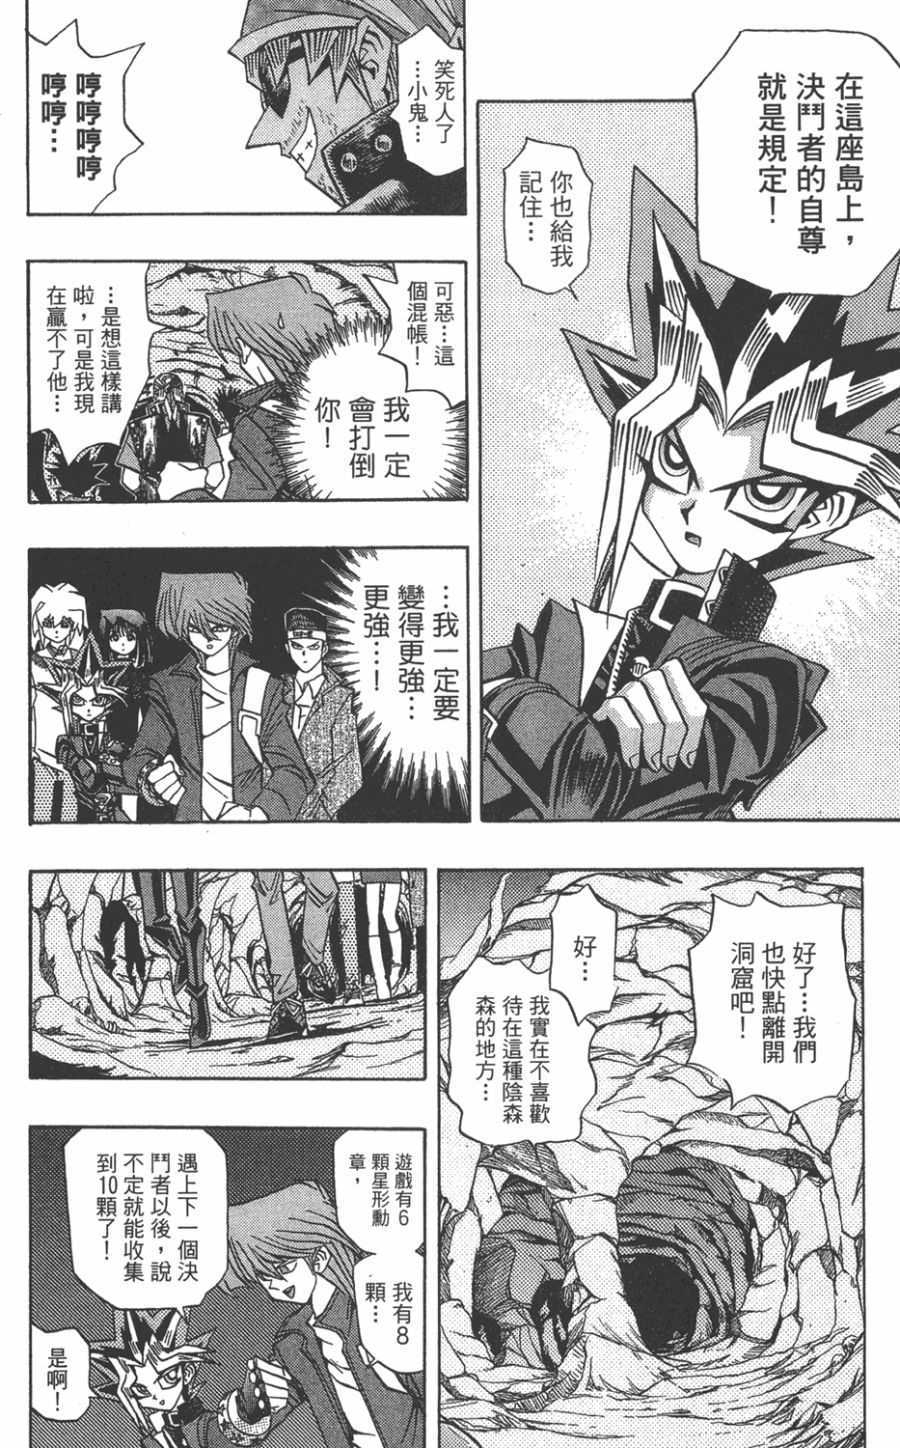 在這座島上，
決鬥者的自尊
就是規定！
你也給我
記住…
笑死人了
…小鬼…
哼哼哼哼
哼哼…
可惡…這
個混帳！
我一定
會打倒
你！
…是想這樣講
啦，可是我現
在贏不了他…
…我一定要
變得更強…
更強…！
好了…我們
也快點離開
洞窟吧！
好…
我實在不喜歡
待在這種陰森
森的地方…
遊戲有6
顆星形勳
章，
我有8
顆…
遇上下一個決
鬥者以後，說
不定就能收集
到10顆了！
是啊！